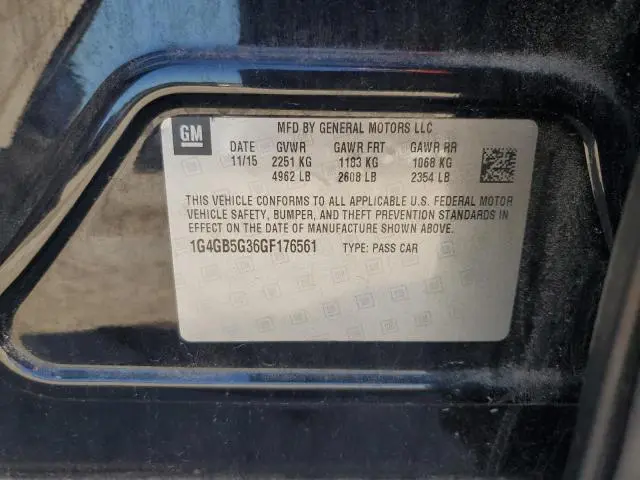 GM
MFD BY GENERAL MOTORS LLC
DATE GVWR GAWR FRT GAWR RR
11/15 2251 KG 1183 KG 1068 KG
4962 LB 2608 LB 2354 LB
THIS VEHICLE CONFORMS TO ALL APPLICABLE U.S. FEDERAL MOTOR
VEHICLE SAFETY, BUMPER, AND THEFT PREVENTION STANDARDS IN
EFFECT ON THE DATE OF MANUFACTURE SHOWN ABOVE.
1G4GB5G36GF176561 TYPE: PASS CAR